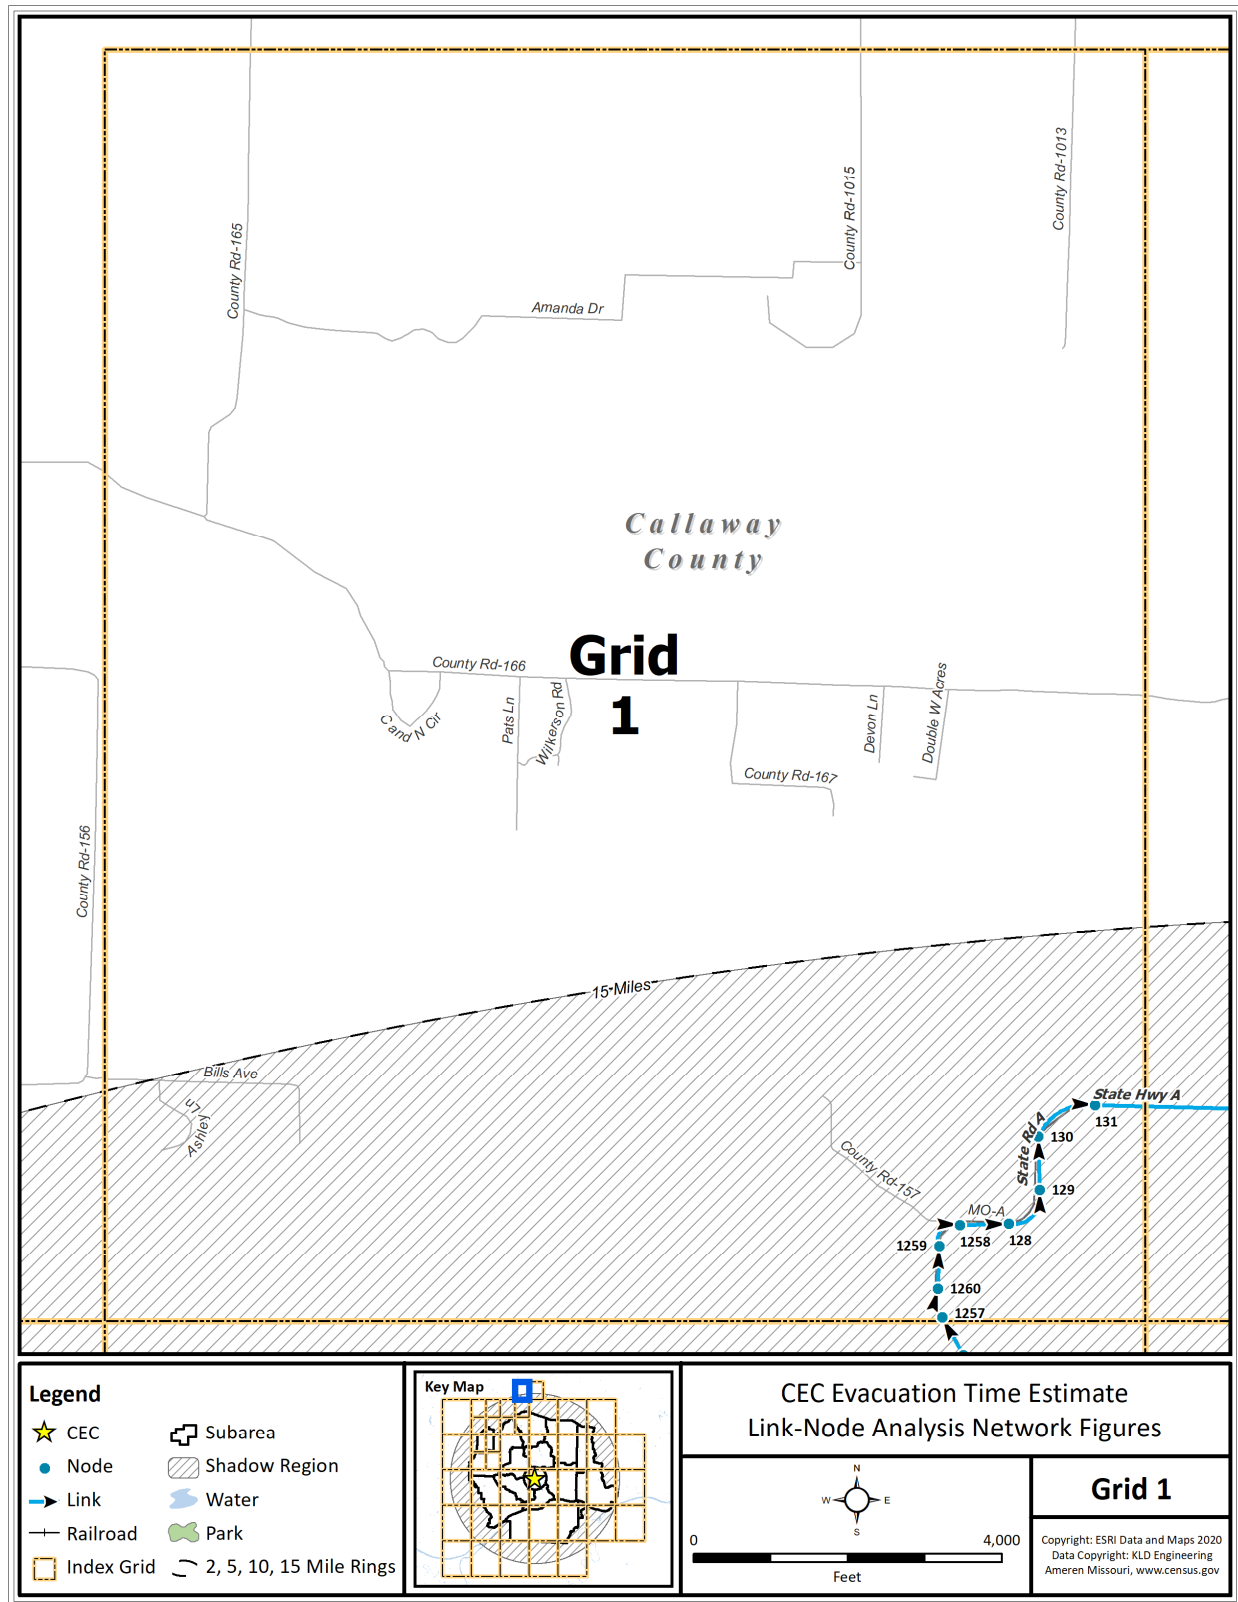 County Rd-165
County Rd-1015
County Rd-1013
Amanda Dr
Callaway
County
Grid
1
County Rd-166
C and N Cir
Pats Ln
Wilkerson Rd
Devon Ln
Double W Acres
County Rd-167
County Rd-156
15 Miles
Bills Ave
Ashley Ln
County Rd-157
State Hwy A
131
State Rd A
130
129
MO-A
1259
1258
128
1260
1257
Legend
CEC
Node
Link
Railroad
Index Grid
Subarea
Shadow Region
Water
Park
2, 5, 10, 15 Mile Rings
Key Map
CEC Evacuation Time Estimate
Link-Node Analysis Network Figures
N
W
E
S
0
4,000
Feet
Grid 1
Copyright: ESRI Data and Maps 2020
Data Copyright: KLD Engineering
Ameren Missouri, www.census.gov